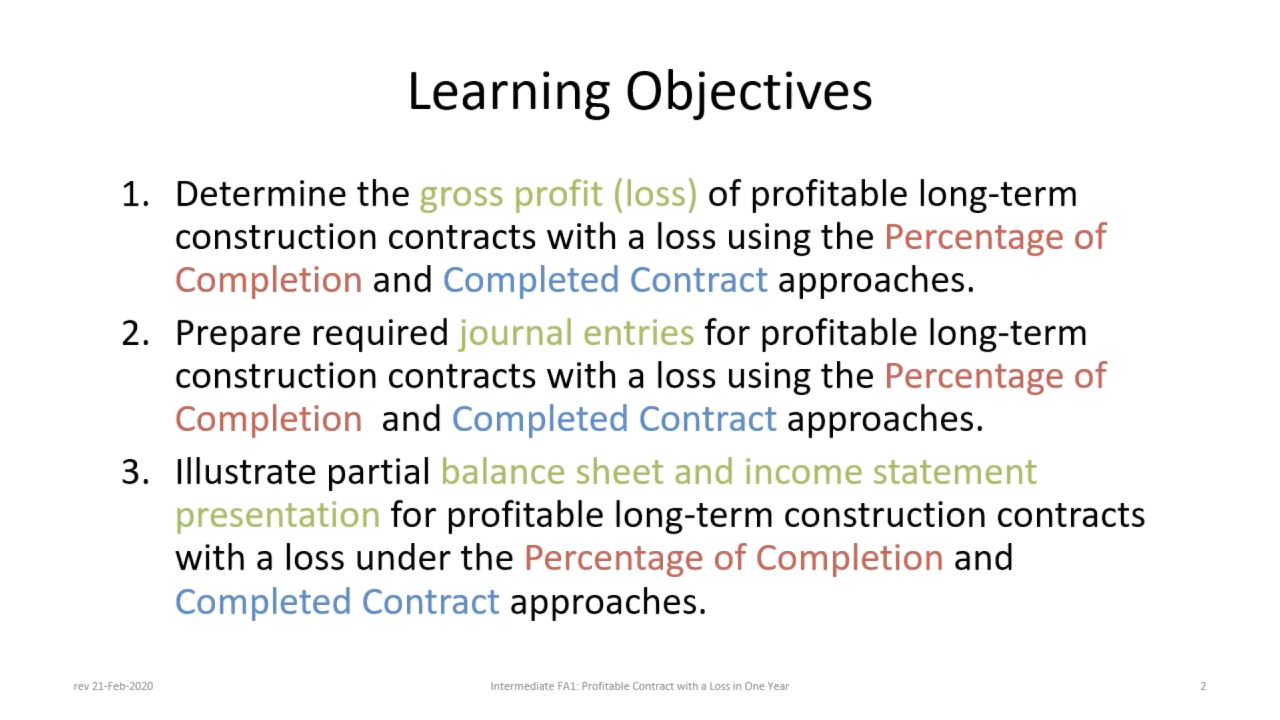 Learning Objectives
1. Determine the gross profit (loss) of profitable long-term
construction contracts with a loss using the Percentage of
Completion and Completed Contract approaches.
2. Prepare required journal entries for profitable long-term
construction contracts with a loss using the Percentage of
Completion and Completed Contract approaches.
3. Illustrate partial balance sheet and income statement
presentation for profitable long-term construction contracts
with a loss under the Percentage of Completion and
Completed Contract approaches.
rev 21-Feb-2020 Intermediate FA1: Profitable Contract with a Loss in One Year 2